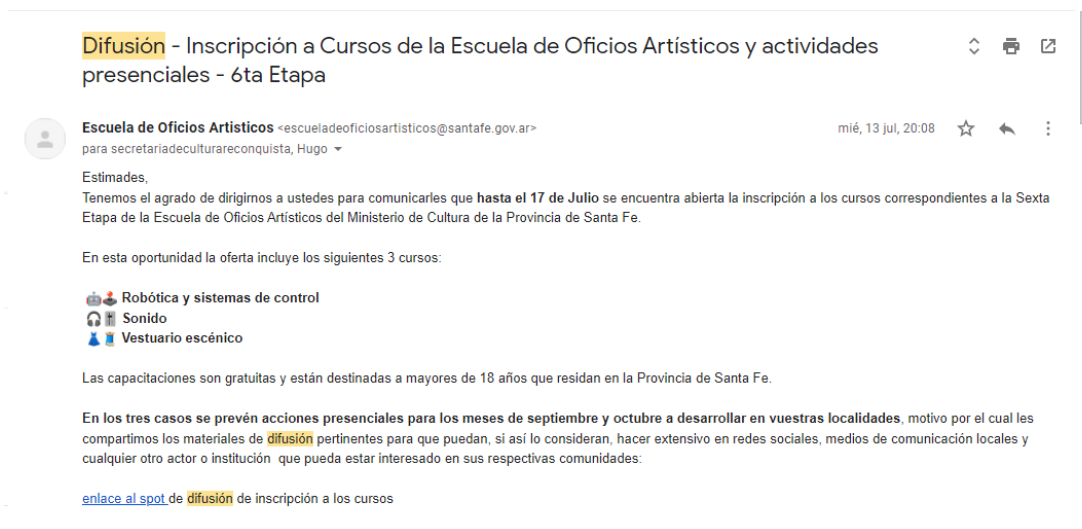 Difusión - Inscripción a Cursos de la Escuela de Oficios Artísticos y actividades
presenciales - 6ta Etapa
Escuela de Oficios Artisticos <escueladeoficiosartisticos@santafe.gov.ar>
mié, 13 jul, 20:08
para secretariadeculturareconquista, Hugo
Estimades,
Tenemos el agrado de dirigirnos a ustedes para comunicarles que hasta el 17 de Julio se encuentra abierta la inscripción a los cursos correspondientes a la Sexta
Etapa de la Escuela de Oficios Artísticos del Ministerio de Cultura de la Provincia de Santa Fe.
En esta oportunidad la oferta incluye los siguientes 3 cursos:
🤖🕹️ Robótica y sistemas de control
🎧🎚️ Sonido
👗🧵 Vestuario escénico
Las capacitaciones son gratuitas y están destinadas a mayores de 18 años que residan en la Provincia de Santa Fe.
En los tres casos se prevén acciones presenciales para los meses de septiembre y octubre a desarrollar en vuestras localidades, motivo por el cual les
compartimos los materiales de difusión pertinentes para que puedan, si así lo consideran, hacer extensivo en redes sociales, medios de comunicación locales y
cualquier otro actor o institución que pueda estar interesado en sus respectivas comunidades:
enlace al spot de difusión de inscripción a los cursos